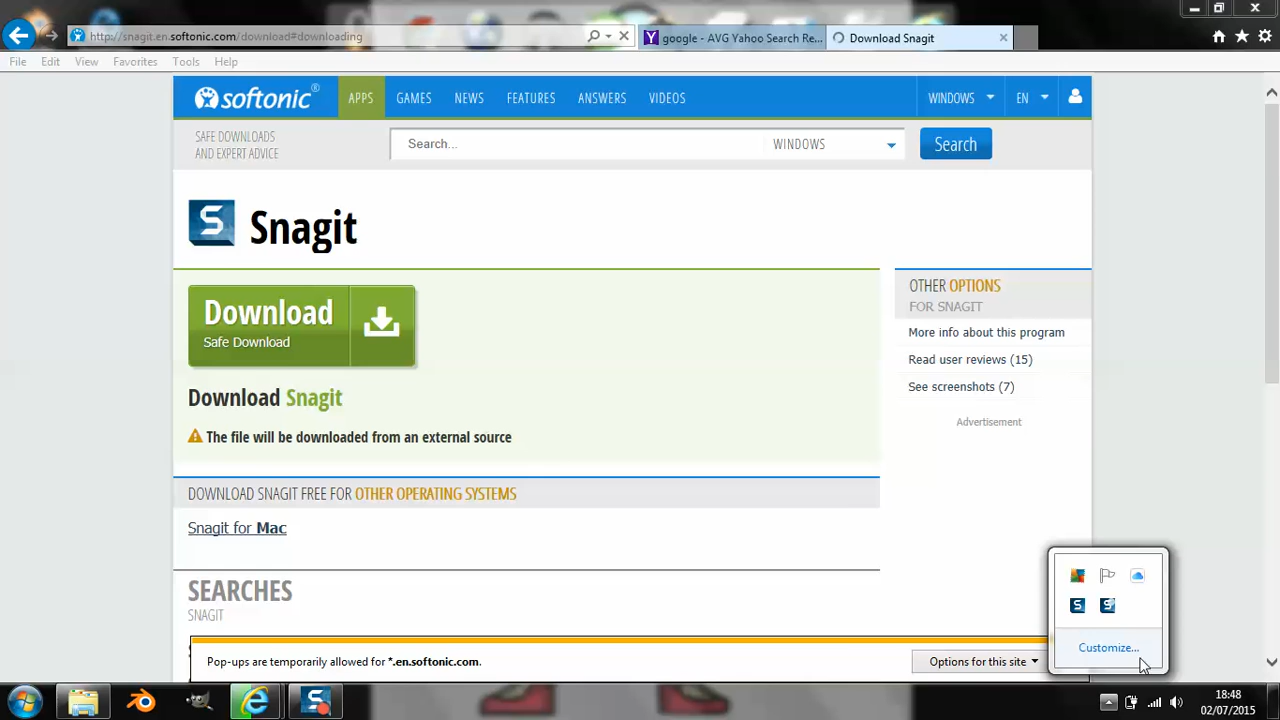 http://snagit.en.softonic.com/download#downloading
google - AVG Yahoo Search Re...
Download Snagit
File Edit View Favorites Tools Help
softonic®
APPS GAMES NEWS FEATURES ANSWERS VIDEOS
WINDOWS EN
SAFE DOWNLOADS
AND EXPERT ADVICE
Search...
WINDOWS
Search
S
Snagit
Download
Safe Download
Download Snagit
The file will be downloaded from an external source
OTHER OPTIONS
FOR SNAGIT
More info about this program
Read user reviews (15)
See screenshots (7)
Advertisement
DOWNLOAD SNAGIT FREE FOR OTHER OPERATING SYSTEMS
Snagit for Mac
SEARCHES
SNAGIT
Pop-ups are temporarily allowed for *.en.softonic.com.
Options for this site
Customize...
18:48
02/07/2015